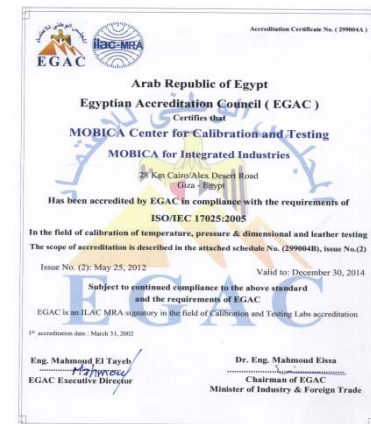 Accreditation Certificate No. ( 299004A )
ilac-MRA
EGAC
Arab Republic of Egypt
Egyptian Accreditation Council ( EGAC )
Certifies that
MOBICA Center for Calibration and Testing
MOBICA for Integrated Industries
28 Km Cairo/Alex Desert Road
Giza - Egypt
Has been accredited by EGAC in compliance with the requirements of
ISO/IEC 17025:2005
In the field of calibration of temperature, pressure & dimensional and leather testing
The scope of accreditation is described in the attached schedule No. (299004B), issue No.(2)
Issue No. (2): May 25, 2012
Valid to: December 30, 2014
Subject to continued compliance to the above standard
and the requirements of EGAC
EGAC
EGAC is an ILAC MRA signatory in the field of Calibration and Testing Labs accreditation
1st accreditation date : March 31, 2002
Eng. Mahmoud El Tayeb
EGAC Executive Director
Dr. Eng. Mahmoud Eissa
Chairman of EGAC
Minister of Industry & Foreign Trade